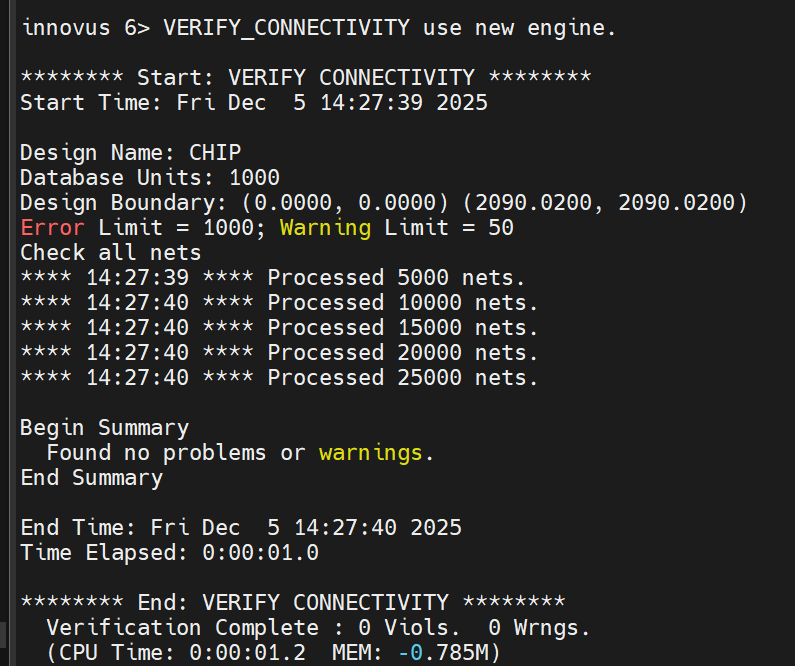 innovus 6> VERIFY_CONNECTIVITY use new engine.
******** Start: VERIFY CONNECTIVITY ********
Start Time: Fri Dec  5 14:27:39 2025
Design Name: CHIP
Database Units: 1000
Design Boundary: (0.0000, 0.0000) (2090.0200, 2090.0200)
Error Limit = 1000; Warning Limit = 50
Check all nets
**** 14:27:39 **** Processed 5000 nets.
**** 14:27:40 **** Processed 10000 nets.
**** 14:27:40 **** Processed 15000 nets.
**** 14:27:40 **** Processed 20000 nets.
**** 14:27:40 **** Processed 25000 nets.
Begin Summary
  Found no problems or warnings.
End Summary
End Time: Fri Dec  5 14:27:40 2025
Time Elapsed: 0:00:01.0
******** End: VERIFY CONNECTIVITY ********
  Verification Complete : 0 Viols.  0 Wrngs.
  (CPU Time: 0:00:01.2  MEM: -0.785M)